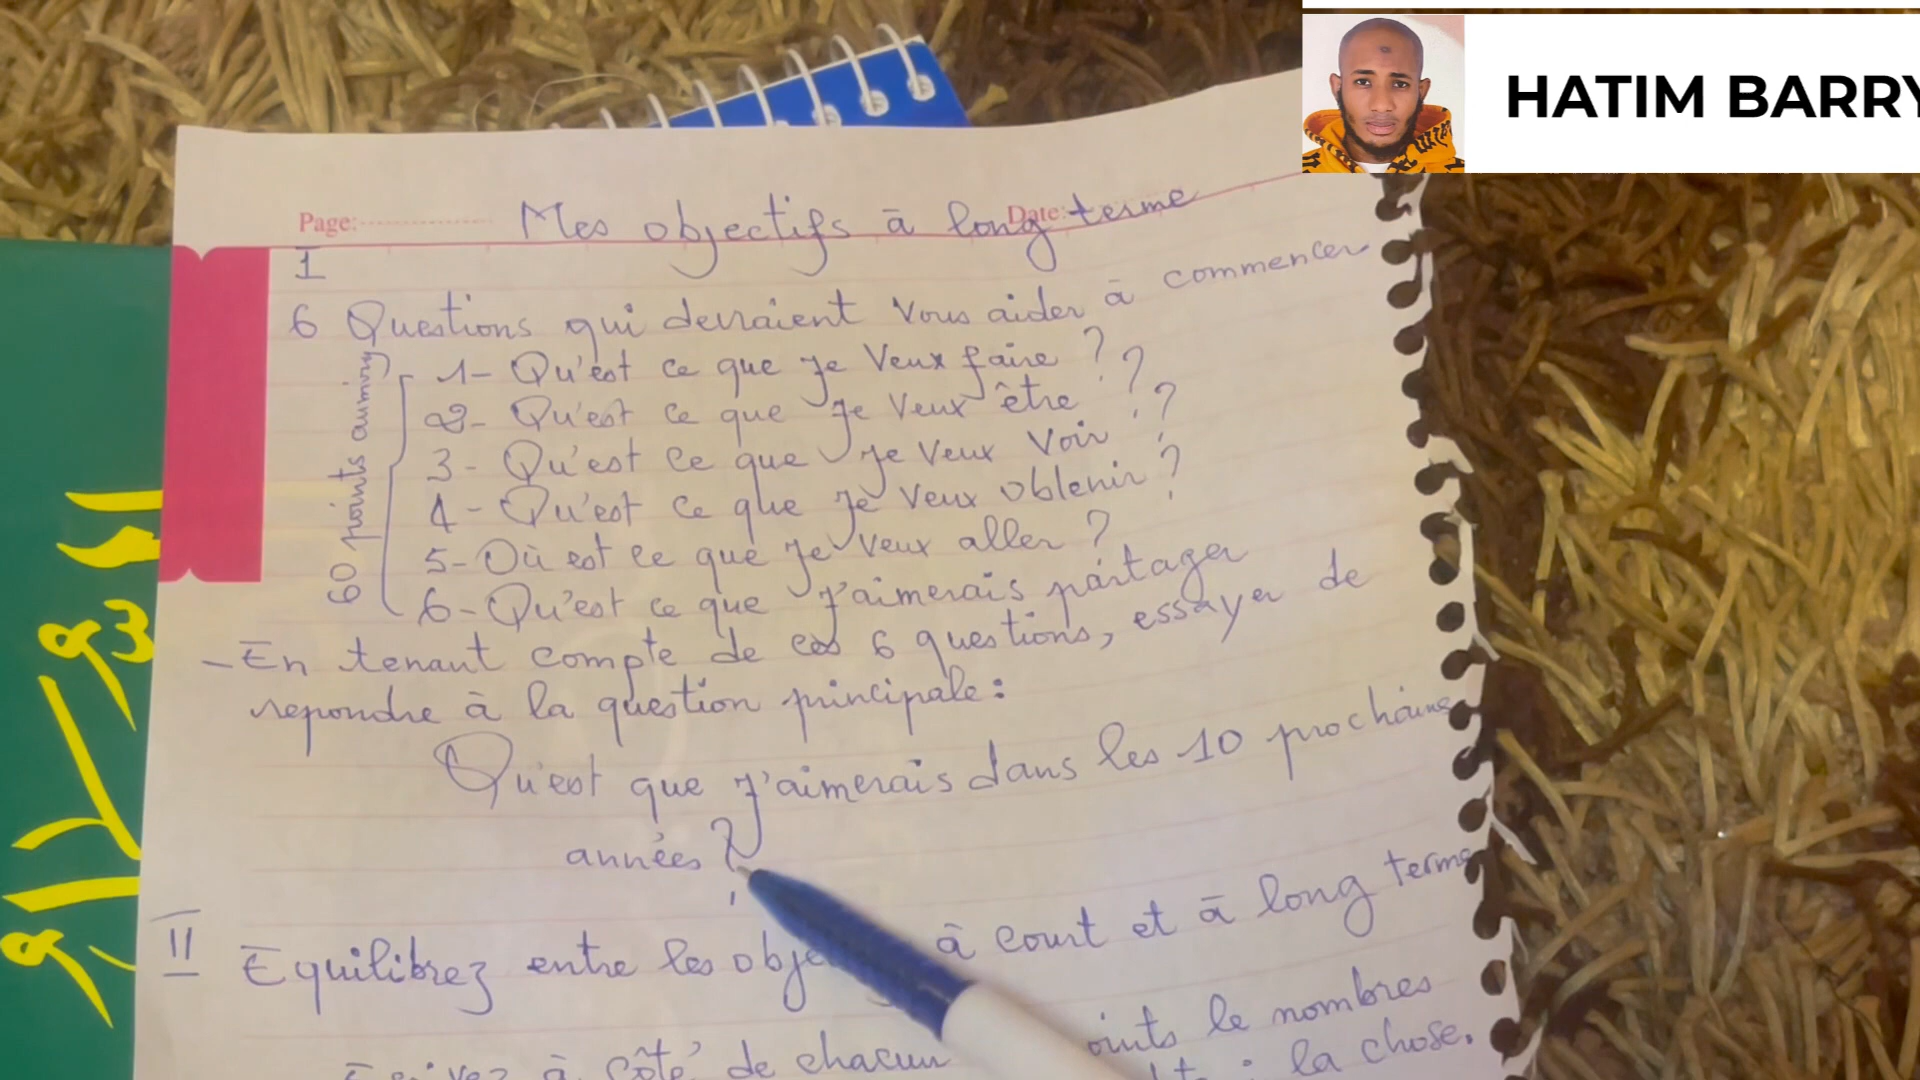 HATIM BARRY
Page: Date:
Mes objectifs à long terme
I
6 Questions qui devraient vous aider à commencer
60 points au
1- Qu'est ce que je veux faire ?
2- Qu'est ce que je veux être ?
3- Qu'est ce que je veux voir ?
4- Qu'est ce que je veux obtenir ?
5- Où est ce que je veux aller ?
6- Qu'est ce que j'aimerais partager
- En tenant compte de ces 6 questions, essayer de
repondre à la question principale :
Qu'est que j'aimerais dans les 10 prochaine
années ?
II Equilibrez entre les à court et à long terme
à côté de chacun le nombres
la chose.